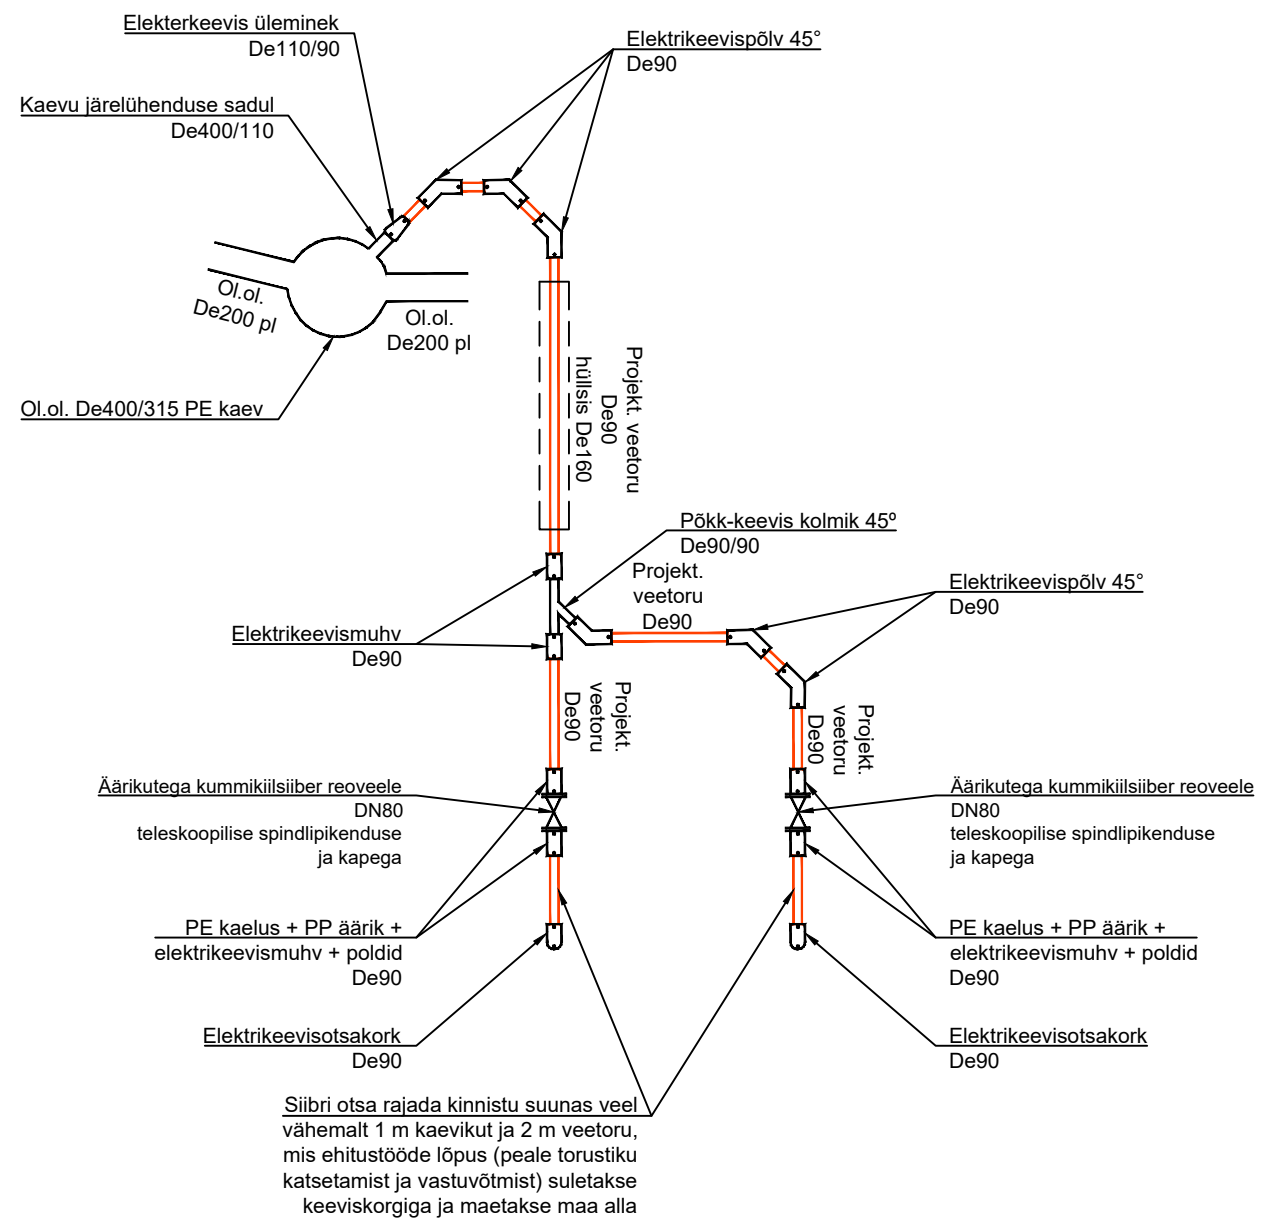 Elekterkeevis üleminek
De110/90
Elektrikeevispõlv 45°
De90
Kaevu järelühenduse sadul
De400/110
Ol.ol.
De200 pl
Ol.ol.
De200 pl
Ol.ol. De400/315 PE kaev
Projekt. veetoru
De90
hüllsis De160
Põkk-keevis kolmik 45º
De90/90
Projekt.
veetoru
De90
Elektrikeevispõlv 45°
De90
Elektrikeevismuhv
De90
Projekt.
veetoru
De90
Projekt.
veetoru
De90
Äärikutega kummikiilsiiber reoveele
DN80
teleskoopilise spindlipikenduse
ja kapega
Äärikutega kummikiilsiiber reoveele
DN80
teleskoopilise spindlipikenduse
ja kapega
PE kaelus + PP äärik +
elektrikeevismuhv + poldid
De90
PE kaelus + PP äärik +
elektrikeevismuhv + poldid
De90
Elektrikeevisotsakork
De90
Elektrikeevisotsakork
De90
Siibri otsa rajada kinnistu suunas veel
vähemalt 1 m kaevikut ja 2 m veetoru,
mis ehitustööde lõpus (peale torustiku
katsetamist ja vastuvõtmist) suletakse
keeviskorgiga ja maetakse maa alla